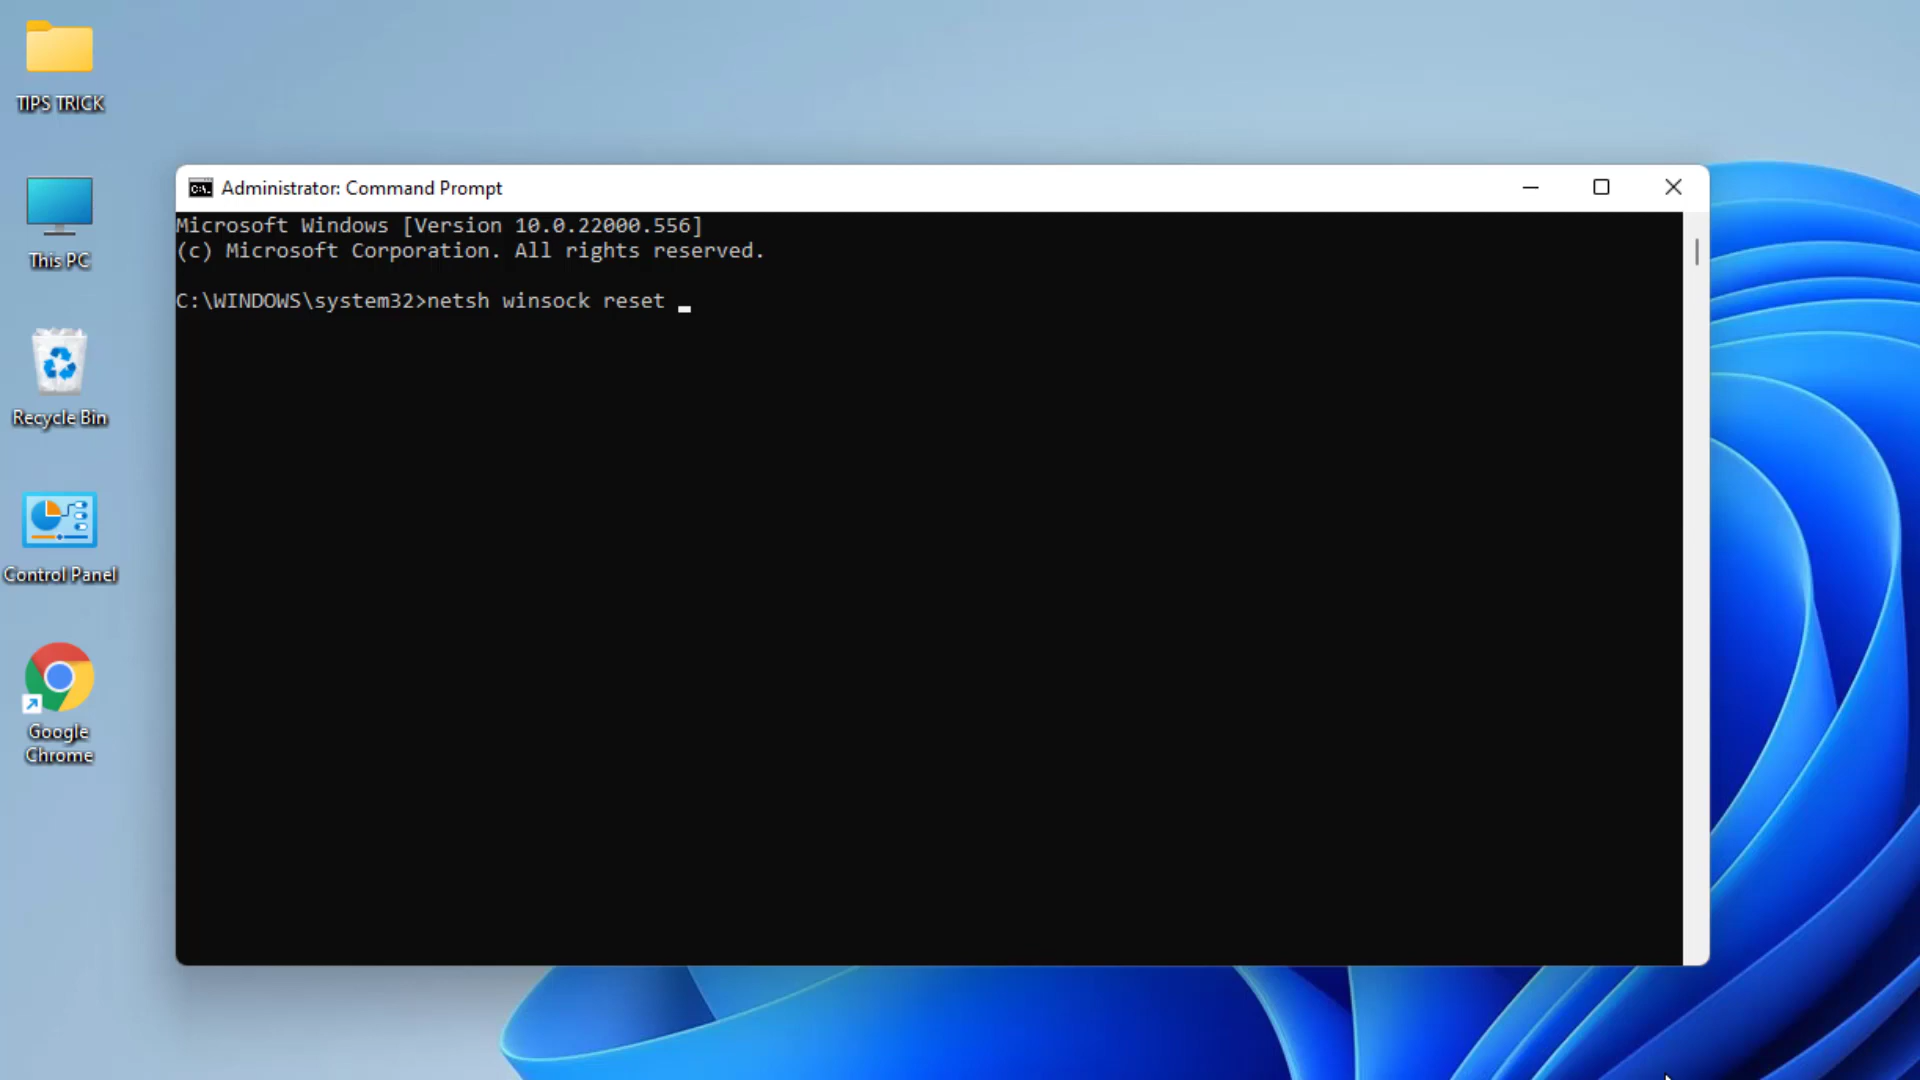 TIPS TRICK
This PC
Recycle Bin
Control Panel
Google
Chrome
Administrator: Command Prompt
Microsoft Windows [Version 10.0.22000.556]
(c) Microsoft Corporation. All rights reserved.
C:\WINDOWS\system32>netsh winsock reset